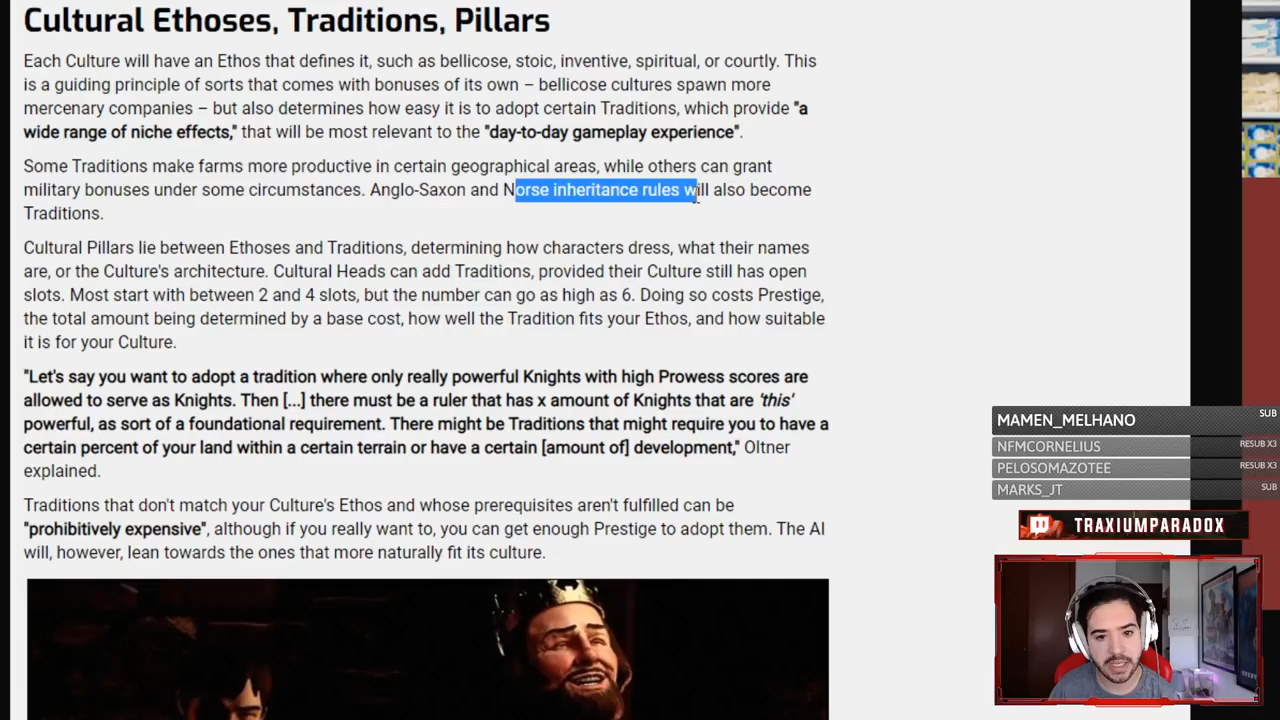 Cultural Ethoses, Traditions, Pillars
Each Culture will have an Ethos that defines it, such as bellicose, stoic, inventive, spiritual, or courtly. This
is a guiding principle of sorts that comes with bonuses of its own – bellicose cultures spawn more
mercenary companies – but also determines how easy it is to adopt certain Traditions, which provide "a
wide range of niche effects," that will be most relevant to the "day-to-day gameplay experience".
Some Traditions make farms more productive in certain geographical areas, while others can grant
military bonuses under some circumstances. Anglo-Saxon and Norse inheritance rules will also become
Traditions.
Cultural Pillars lie between Ethoses and Traditions, determining how characters dress, what their names
are, or the Culture's architecture. Cultural Heads can add Traditions, provided their Culture still has open
slots. Most start with between 2 and 4 slots, but the number can go as high as 6. Doing so costs Prestige,
the total amount being determined by a base cost, how well the Tradition fits your Ethos, and how suitable
it is for your Culture.
"Let's say you want to adopt a tradition where only really powerful Knights with high Prowess scores are
allowed to serve as Knights. Then [...] there must be a ruler that has x amount of Knights that are 'this'
powerful, as sort of a foundational requirement. There might be Traditions that might require you to have a
certain percent of your land within a certain terrain or have a certain [amount of] development," Oltner
explained.
Traditions that don't match your Culture's Ethos and whose prerequisites aren't fulfilled can be
"prohibitively expensive", although if you really want to, you can get enough Prestige to adopt them. The AI
will, however, lean towards the ones that more naturally fit its culture.
MAMEN_MELHANO SUB
NFMCORNELIUS RESUB X3
PELOSOMAZOTEE RESUB X3
MARKS_JT SUB
TRAXIUMPARADOX